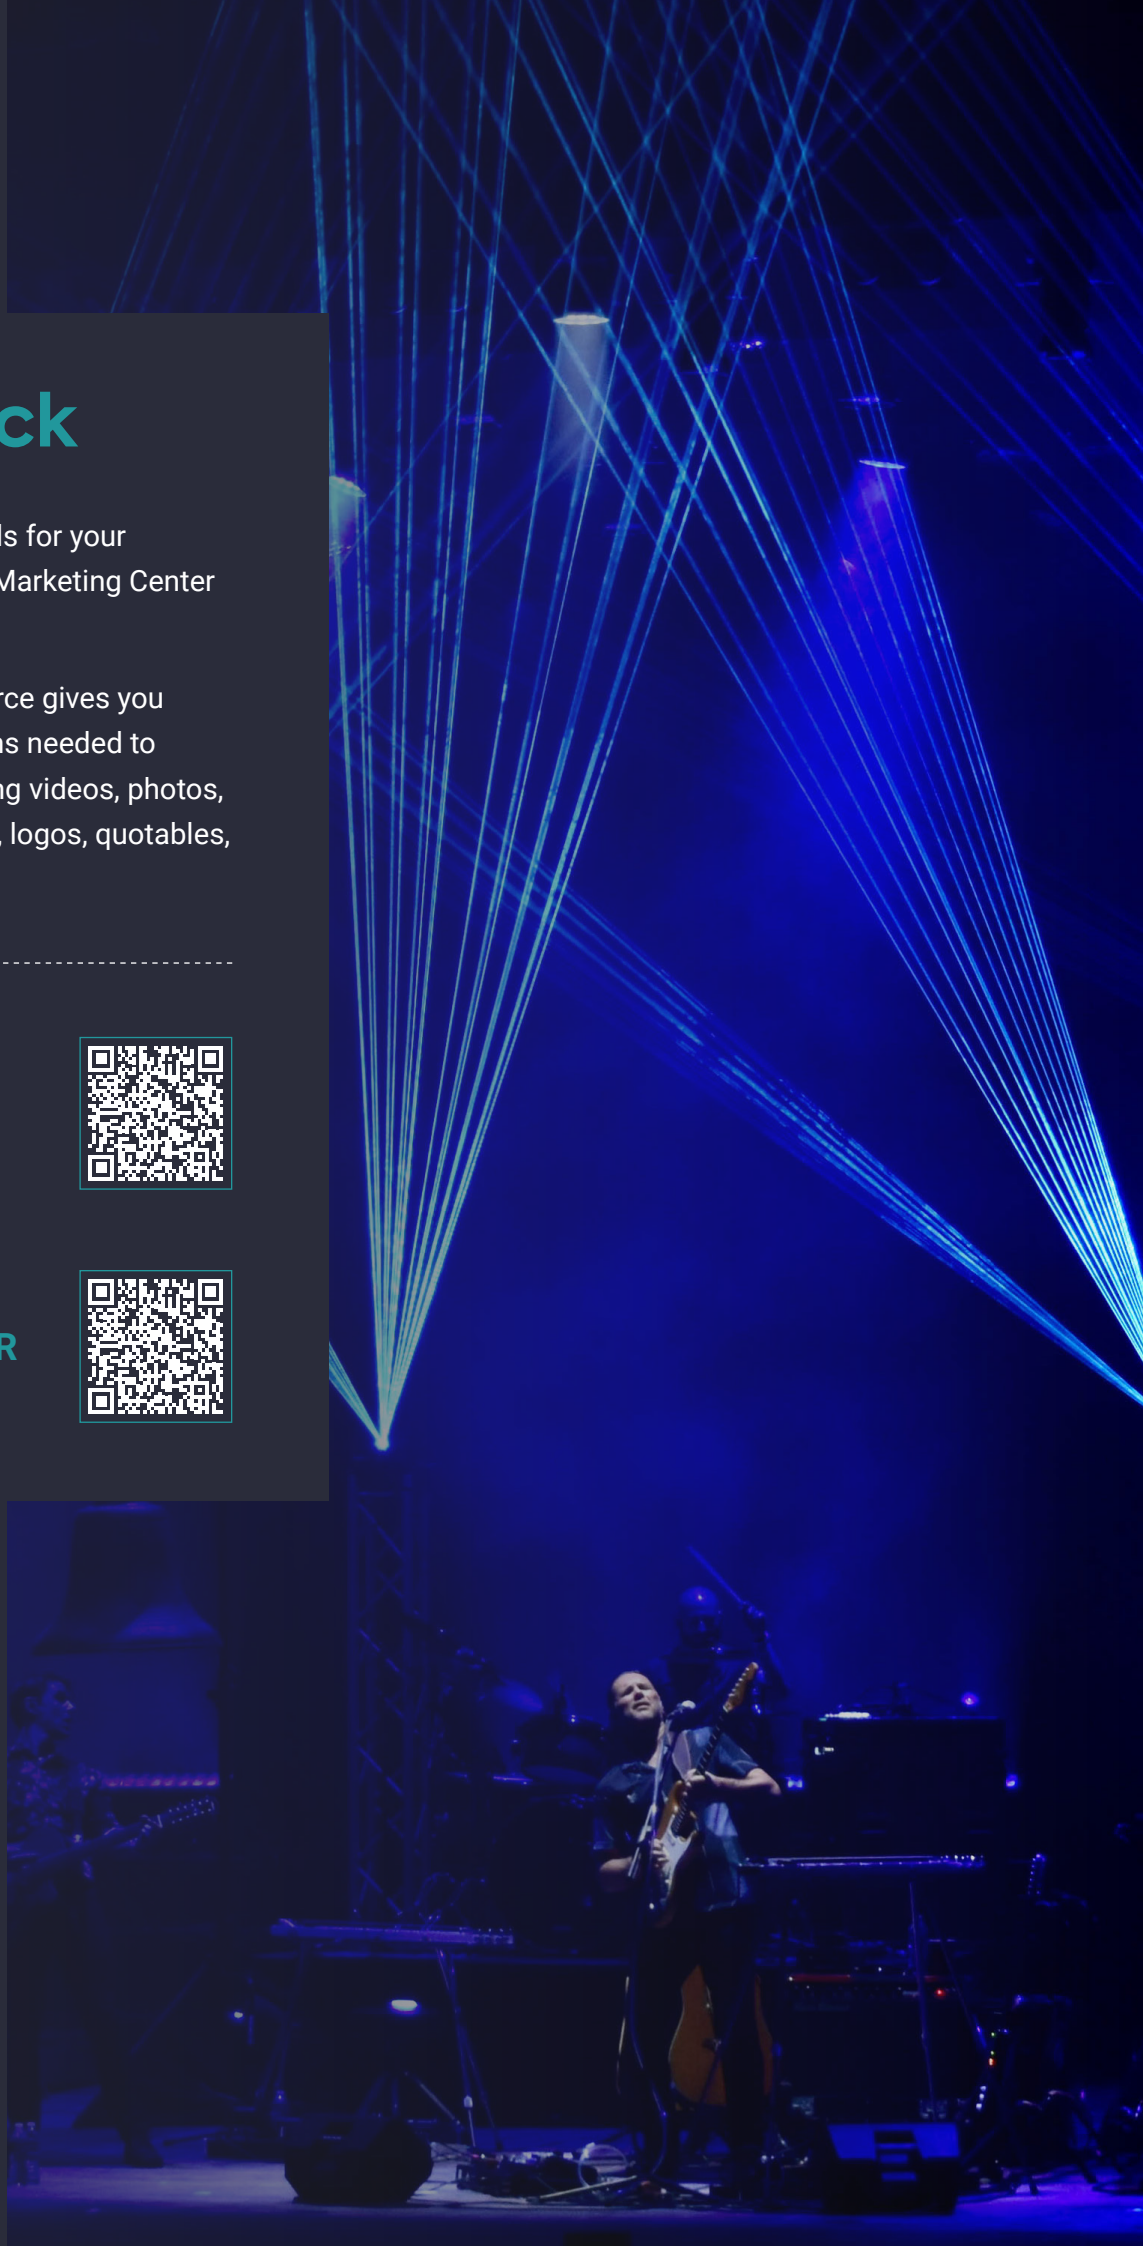 ck
ls for your
Marketing Center
rce gives you
ns needed to
ng videos, photos,
, logos, quotables,
R